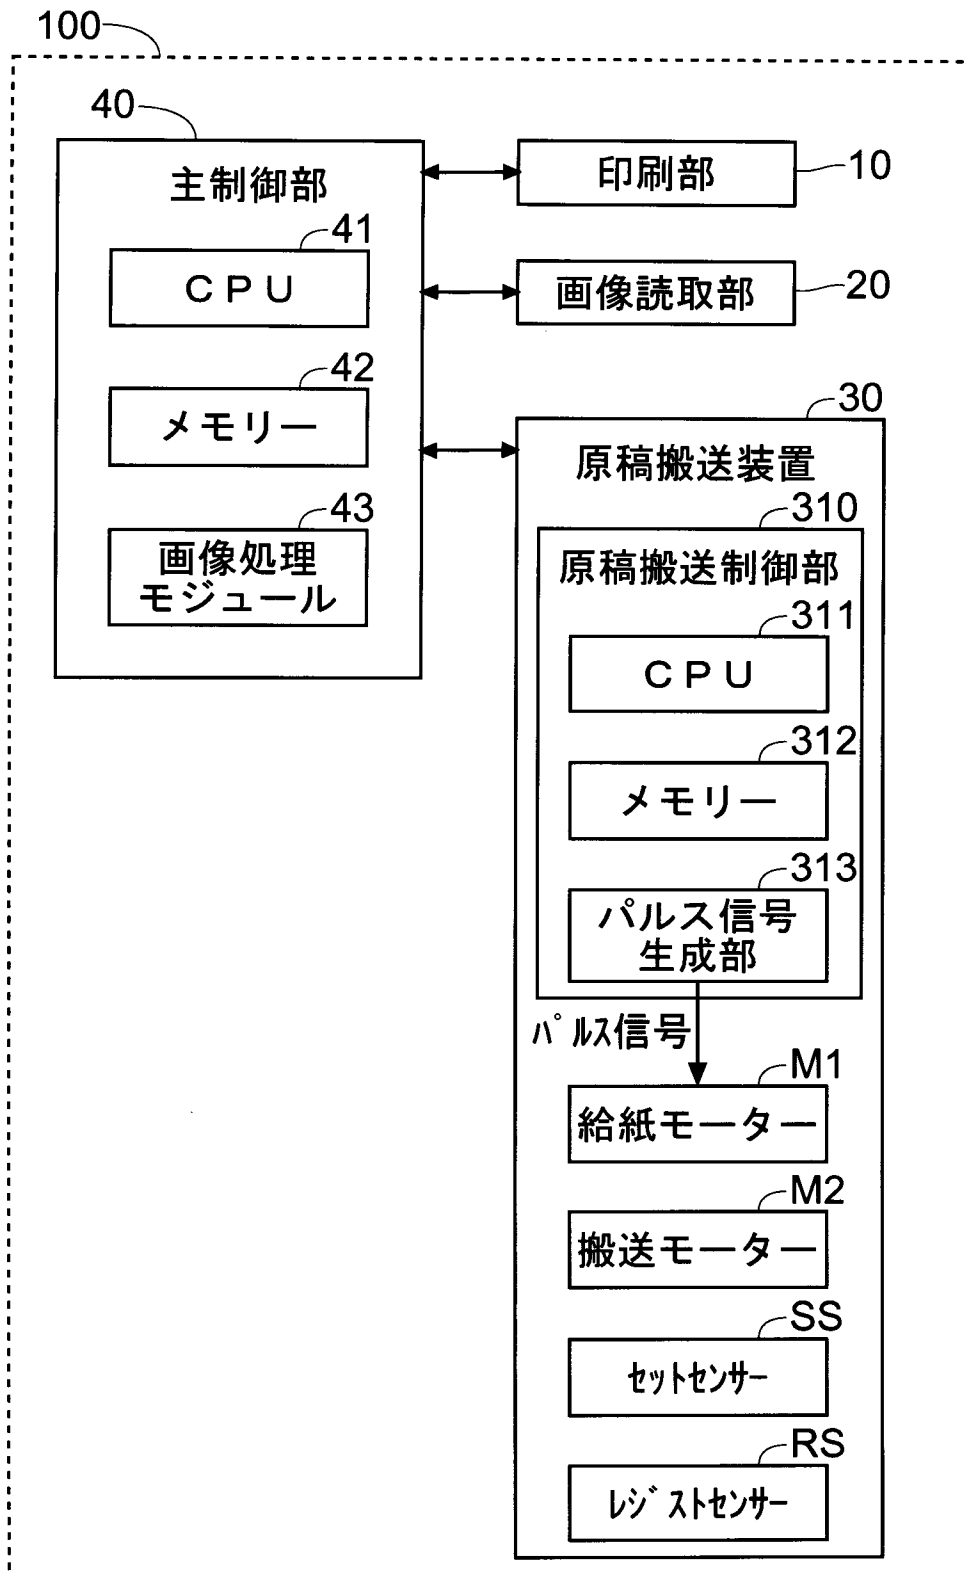 100
40
主制御部
41
CPU
42
メモリー
43
画像処理
モジュール
印刷部
10
画像読取部
20
30
原稿搬送装置
310
原稿搬送制御部
311
CPU
312
メモリー
313
パルス信号
生成部
パルス信号
M1
給紙モーター
M2
搬送モーター
SS
セットセンサー
RS
レジストセンサー